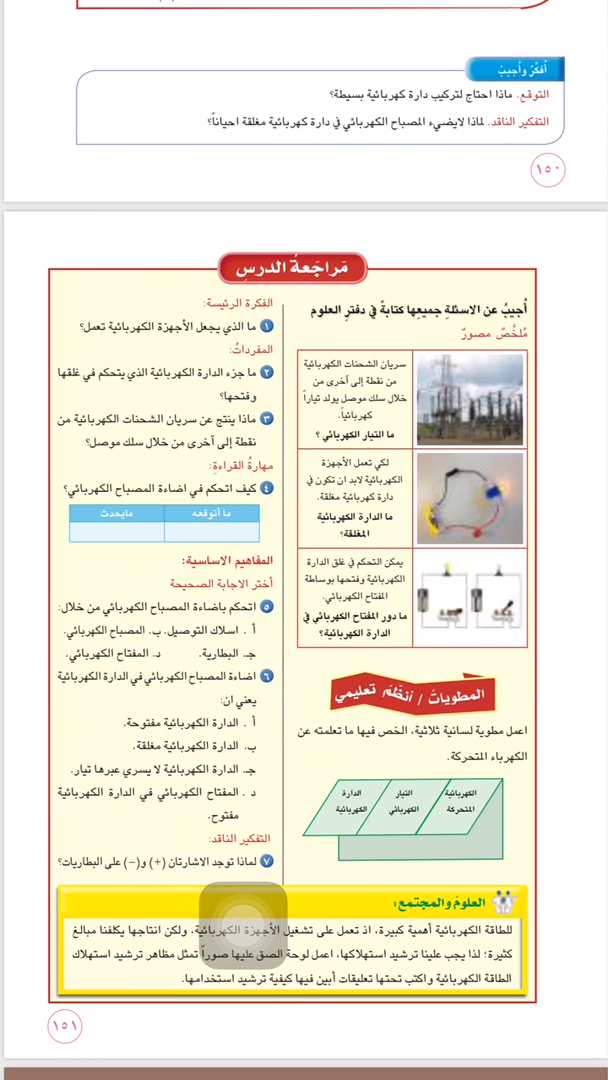 أفكّر وأجيبُ
التوقع. ماذا احتاج لتركيب دارة كهربائية بسيطة؟
التفكير الناقد. لماذا لايضيء المصباح الكهربائي في دارة كهربائية مغلقة احياناً؟
١٥٠
مَراجَعةُ الدرسِ
أُجيبُ عن الاسئلةِ جميعِها كتابةً في دفترِ العلومِ
مُلخَّصٌ مصورٌ
سريان الشحنات الكهربائية
من نقطة إلى آخرى من
خلال سلك موصل يولد تياراً
كهربائياً.
ما التيار الكهربائي ؟
لكي تعمل الأجهزة
الكهربائية لابد ان تكون في
دارة كهربائية مغلقة.
ما الدارة الكهربائية
المغلقة؟
يمكن التحكم في غلق الدارة
الكهربائية وفتحها بوساطة
المفتاح الكهربائي.
ما دور المفتاح الكهربائي في
الدارة الكهربائية؟
المطوياتُ / أنظّمُ تعليمي
اعمل مطوية لسانية ثلاثية، الخص فيها ما تعلمته عن
الكهرباء المتحركة.
الكهربائية
المتحركة
التيار
الكهربائي
الدارة
الكهربائية
الفكرة الرئيسة:
١ ما الذي يجعل الأجهزة الكهربائية تعمل؟
المفرداتُ:
٢ ما جزء الدارة الكهربائية الذي يتحكم في غلقها
وفتحها؟
٣ ماذا ينتج عن سريان الشحنات الكهربائية من
نقطة إلى آخرى من خلال سلك موصل؟
مهارةُ القراءةِ:
٤ كيف اتحكم في اضاءة المصباح الكهربائي؟
ما أتوقعه
مايحدث
المفاهيم الاساسية:
أختر الاجابة الصحيحة
٥ اتحكم باضاءة المصباح الكهربائي من خلال:
أ . اسلاك التوصيل. ب. المصباح الكهربائي.
جـ. البطارية. د. المفتاح الكهربائي.
٦ اضاءة المصباح الكهربائي في الدارة الكهربائية
يعني ان:
أ . الدارة الكهربائية مفتوحة.
ب. الدارة الكهربائية مغلقة.
جـ. الدارة الكهربائية لا يسري عبرها تيار.
د . المفتاح الكهربائي في الدارة الكهربائية
مفتوح.
التفكير الناقد:
٧ لماذا توجد الاشارتان (+) و(−) على البطاريات؟
العلومُ والمجتمع:
للطاقة الكهربائية أهمية كبيرة، اذ تعمل على تشغيل الأجهزة الكهربائية، ولكن انتاجها يكلفنا مبالغ
كثيرة؛ لذا يجب علينا ترشيد استهلاكها، اعمل لوحة الصق عليها صوراً تمثل مظاهر ترشيد استهلاك
الطاقة الكهربائية واكتب تحتها تعليقات أبين فيها كيفية ترشيد استخدامها.
١٥١